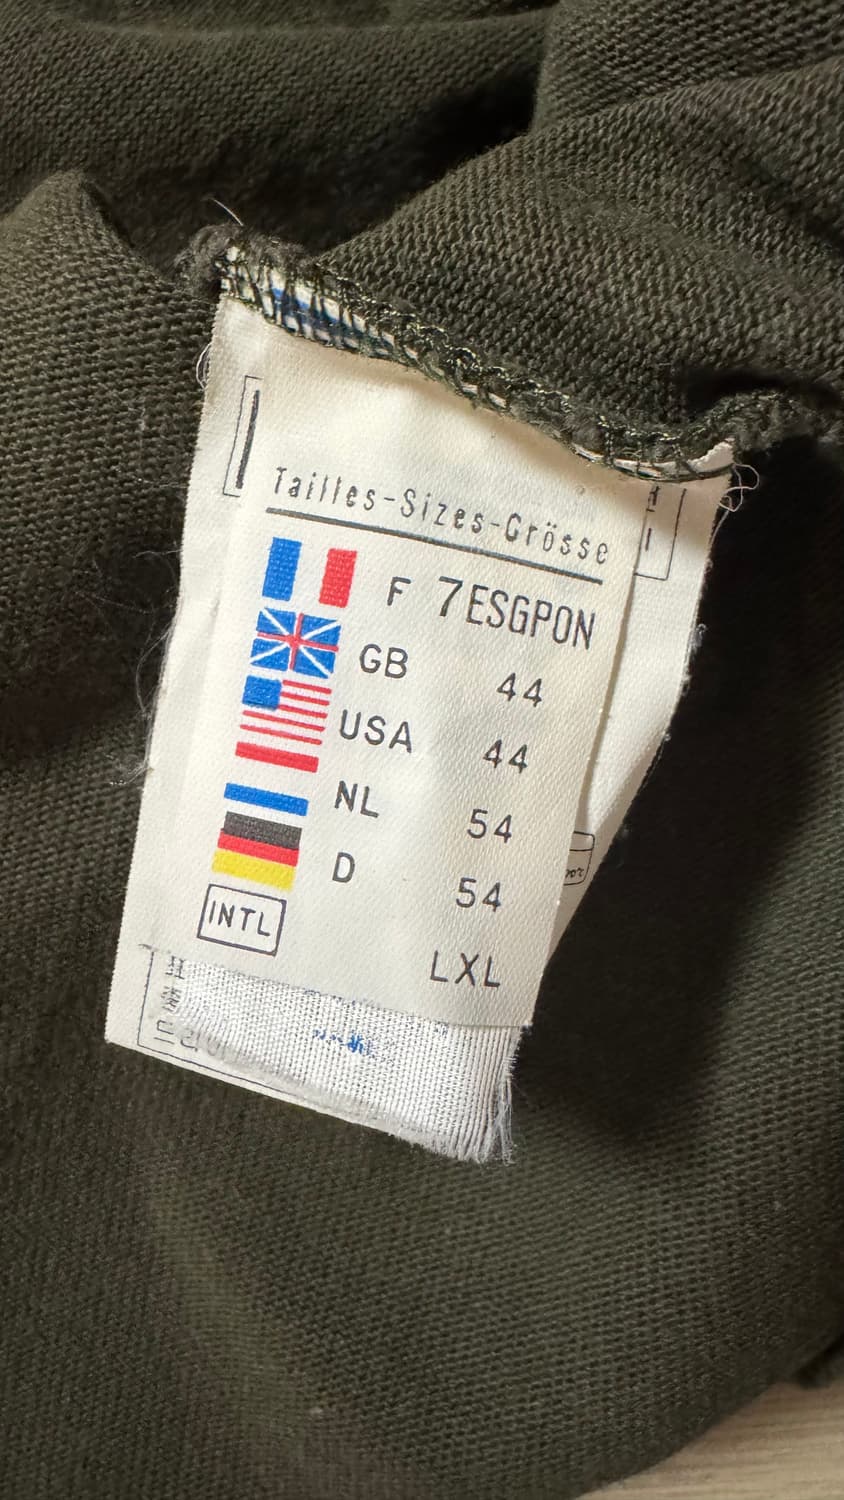 Tailles-Sizes-Grösse
F 7ESGPON
GB 44
USA 44
NL 54
D 54
INTL LXL